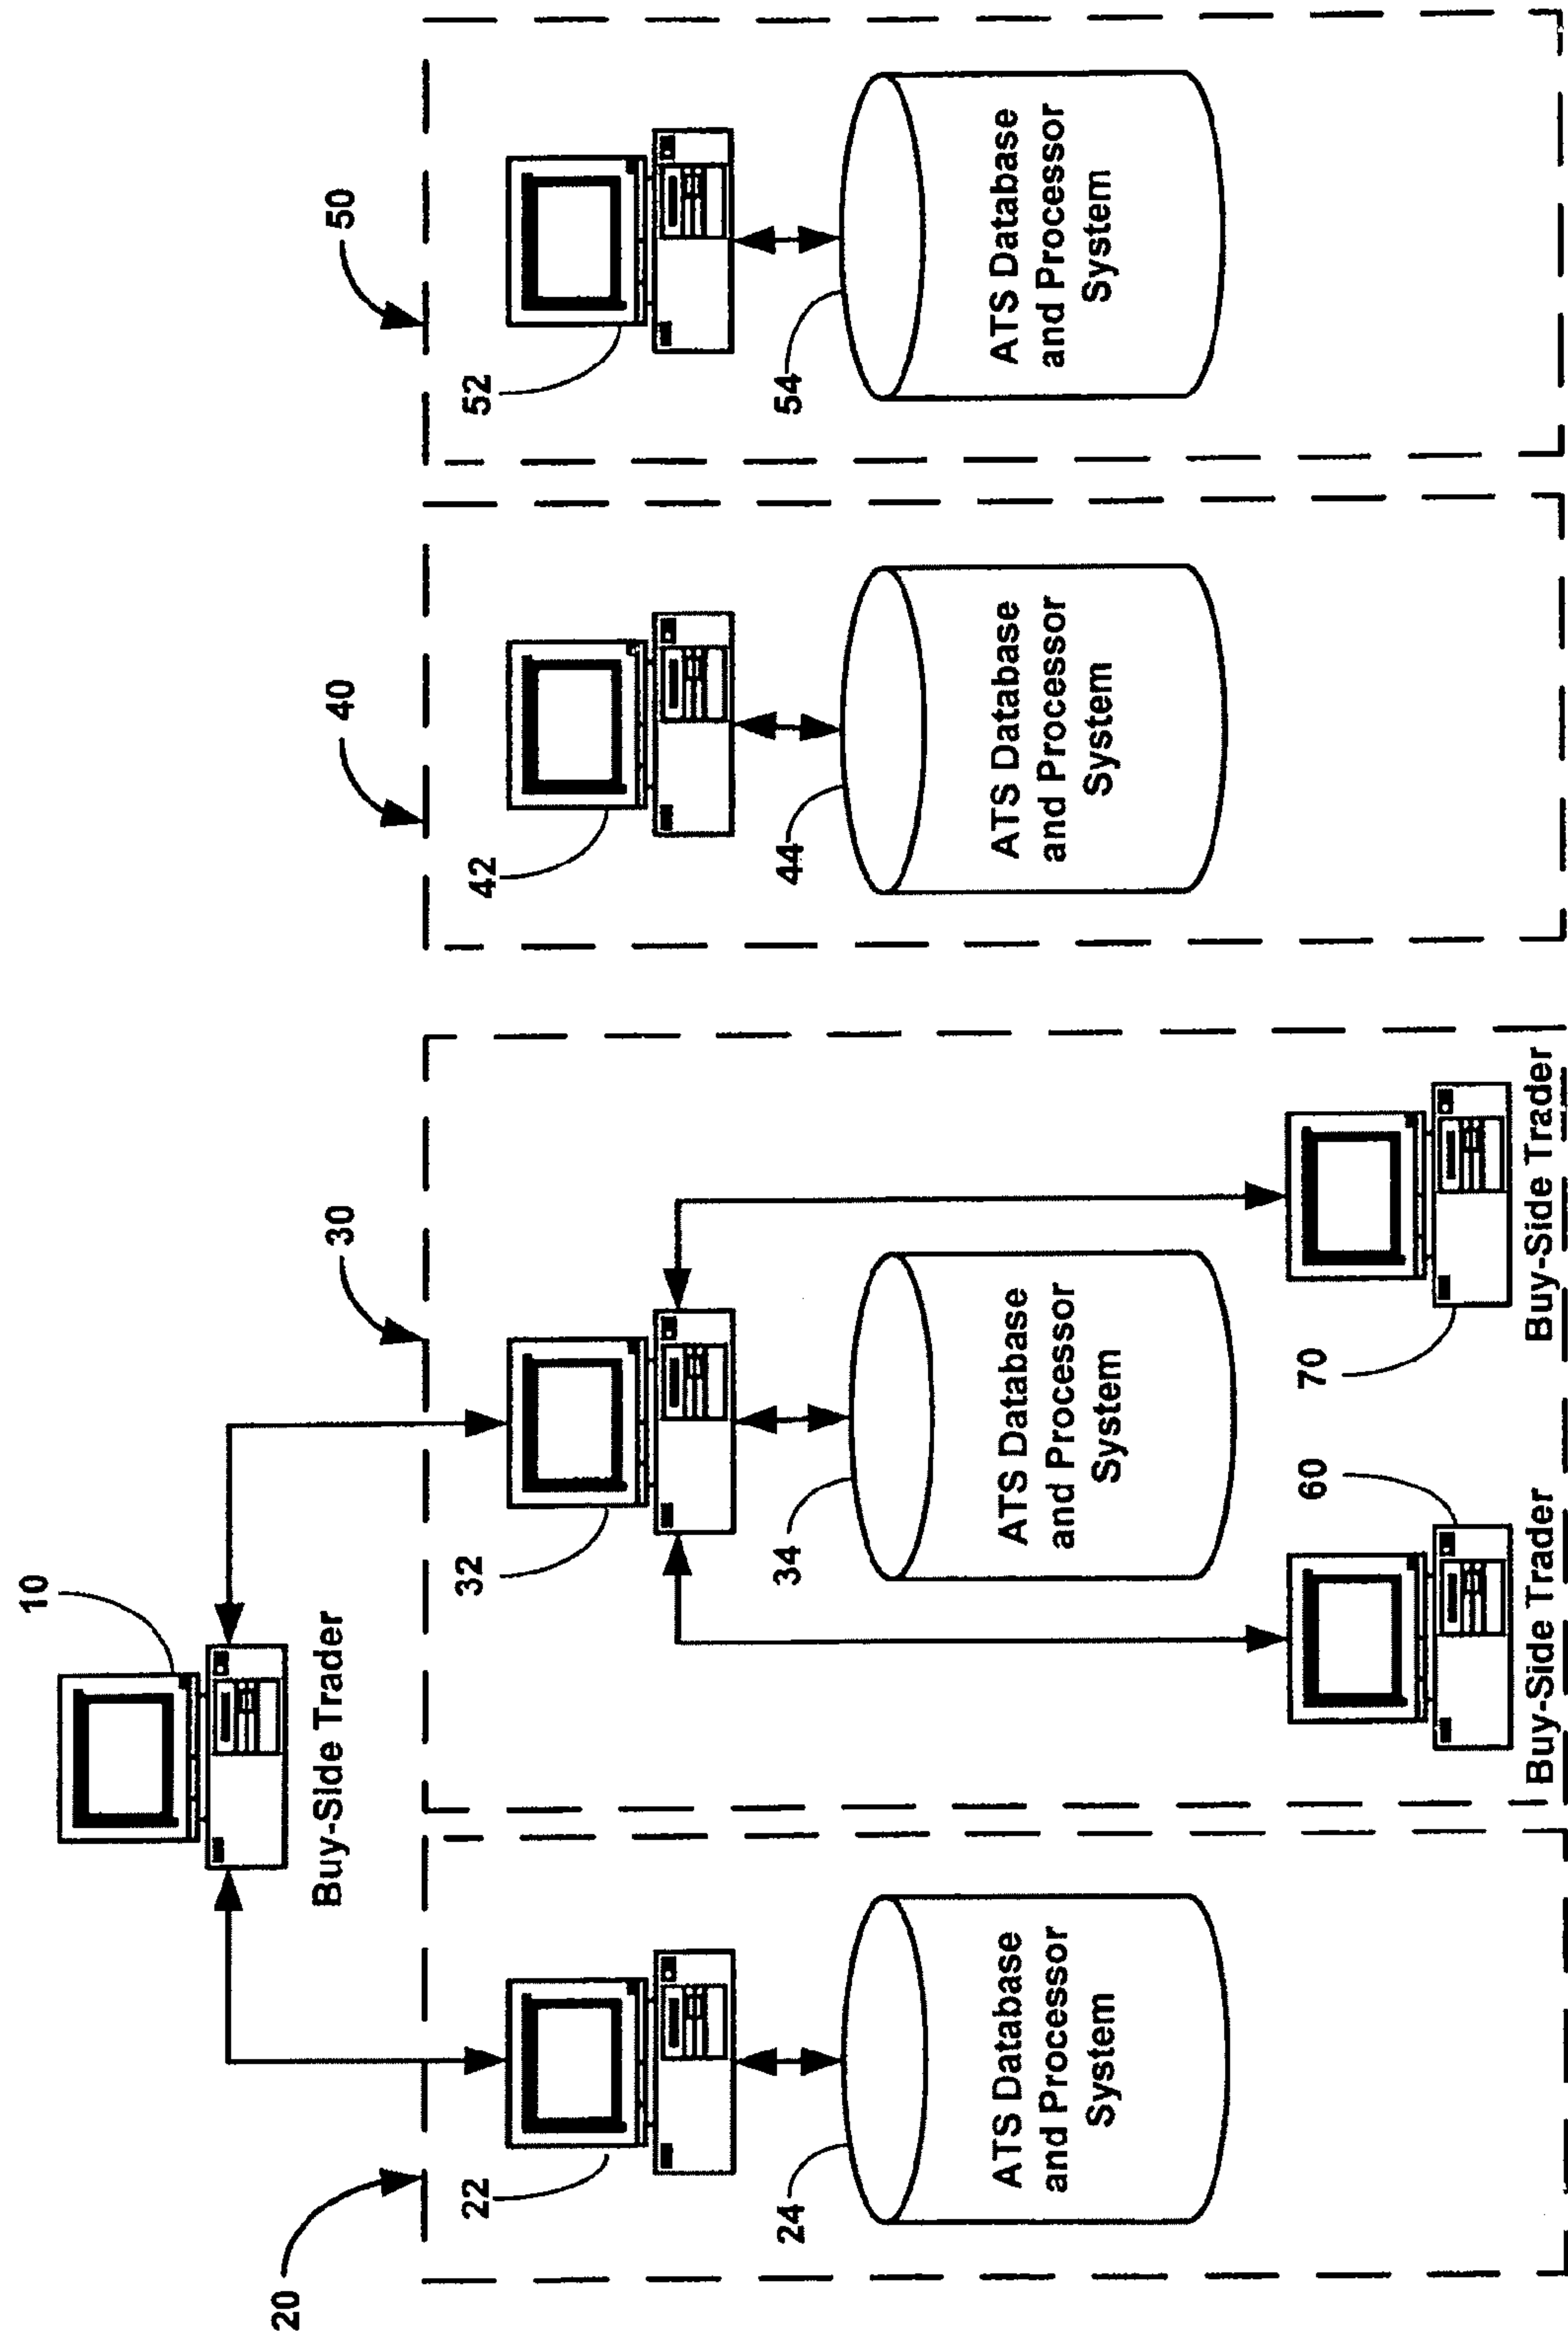 10
Buy-Side Trader
20
30
40
50
22
32
42
52
24
34
44
54
ATS Database
and Processor
System
ATS Database
and Processor
System
ATS Database
and Processor
System
ATS Database
and Processor
System
60
70
Buy-Side Trader
Buy-Side Trader